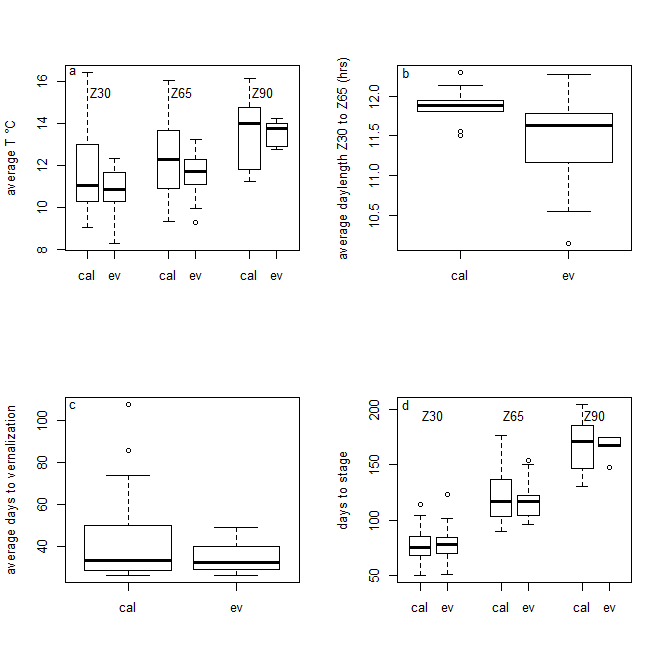 a
Z30
Z65
Z90
average T °C
16
14
12
10
8
cal
ev
cal
ev
cal
ev
b
average daylength Z30 to Z65 (hrs)
12.0
11.5
11.0
10.5
cal
ev
c
average days to vernalization
100
80
60
40
cal
ev
d
Z30
Z65
Z90
days to stage
200
150
100
50
cal
ev
cal
ev
cal
ev